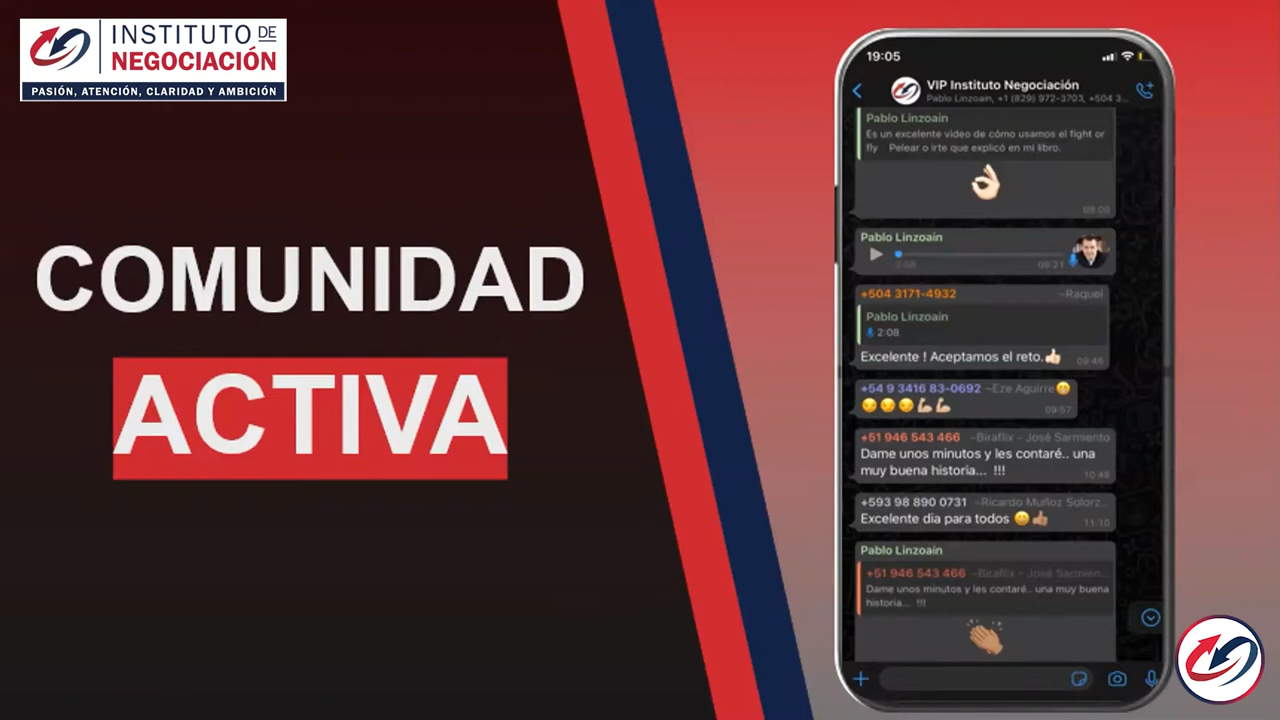 INSTITUTO DE
NEGOCIACIÓN
PASIÓN, ATENCIÓN, CLARIDAD Y AMBICIÓN
COMUNIDAD
ACTIVA
19:05
VIP Instituto Negociación
Pablo Linzoain, +1 (829) 972-3703, +504 3...
Pablo Linzoain
Es un excelente video de cómo usamos el fight or
fly Pelear o irte que explicó en mi libro.
👌🏻
09:00
Pablo Linzoain
2:08 09:21
+504 3171-4932 ~Raquel
Pablo Linzoain
2:08
Excelente ! Aceptamos el reto.👍🏻 09:46
+54 9 3416 83-0692 ~Eze Aguirre😁
😏😏😏💪🏼💪🏼 09:57
+51 946 543 466 ~Biraflix - José Sarmiento
Dame unos minutos y les contaré.. una
muy buena historia... !!! 10:46
+593 98 890 0731 ~Ricardo Muñoz Solorz...
Excelente dia para todos 😀👍🏽 11:10
Pablo Linzoain
+51 946 543 466 ~Biraflix - José Sarmien...
Dame unos minutos y les contaré.. una muy buena
historia... !!!
👏🏽